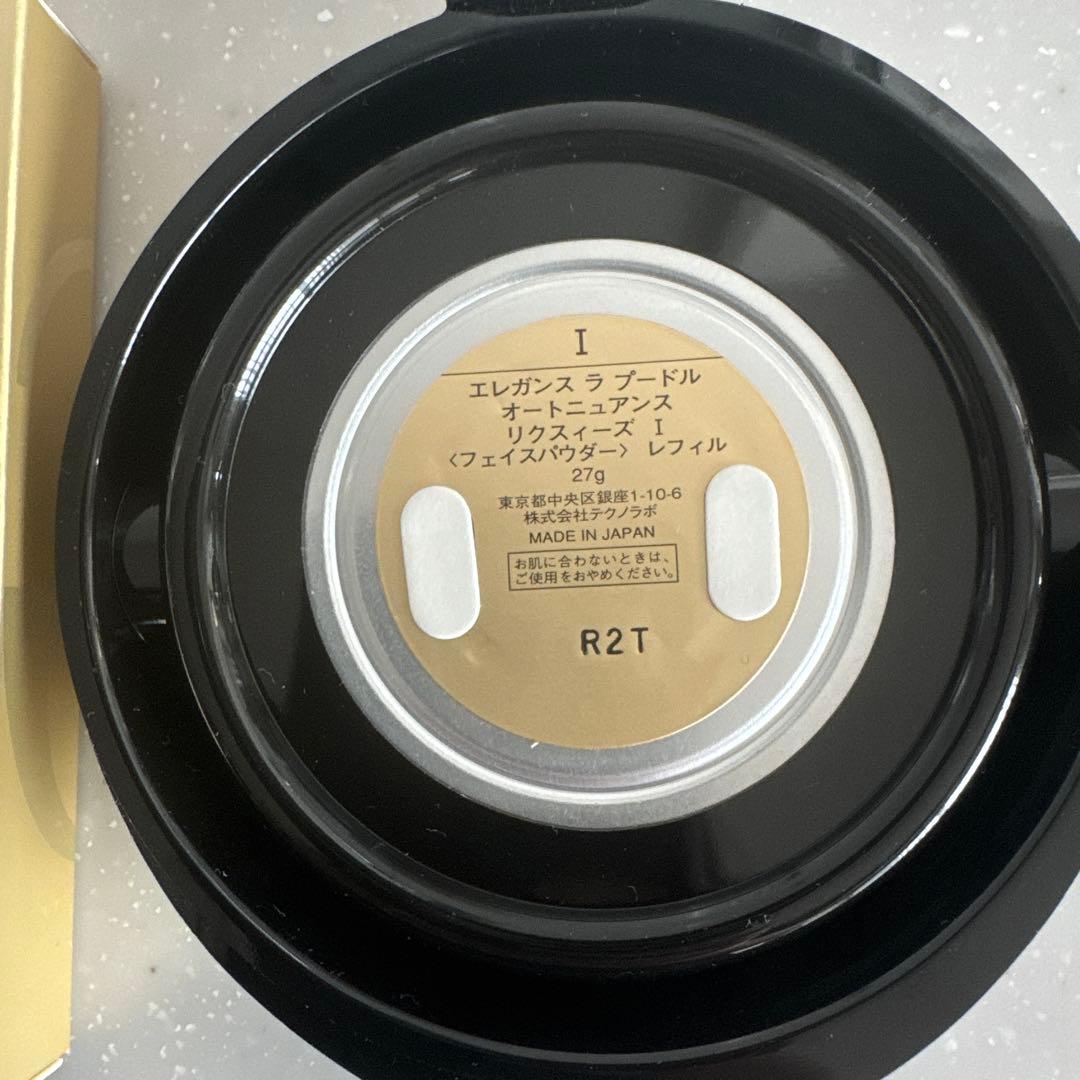 I
エレガンス ラ プードル
オートニュアンス
リクスィーズ I
〈フェイスパウダー〉 レフィル
27g
東京都中央区銀座1-10-6
株式会社テクノラボ
MADE IN JAPAN
お肌に合わないときは、
ご使用をおやめください。
R2T